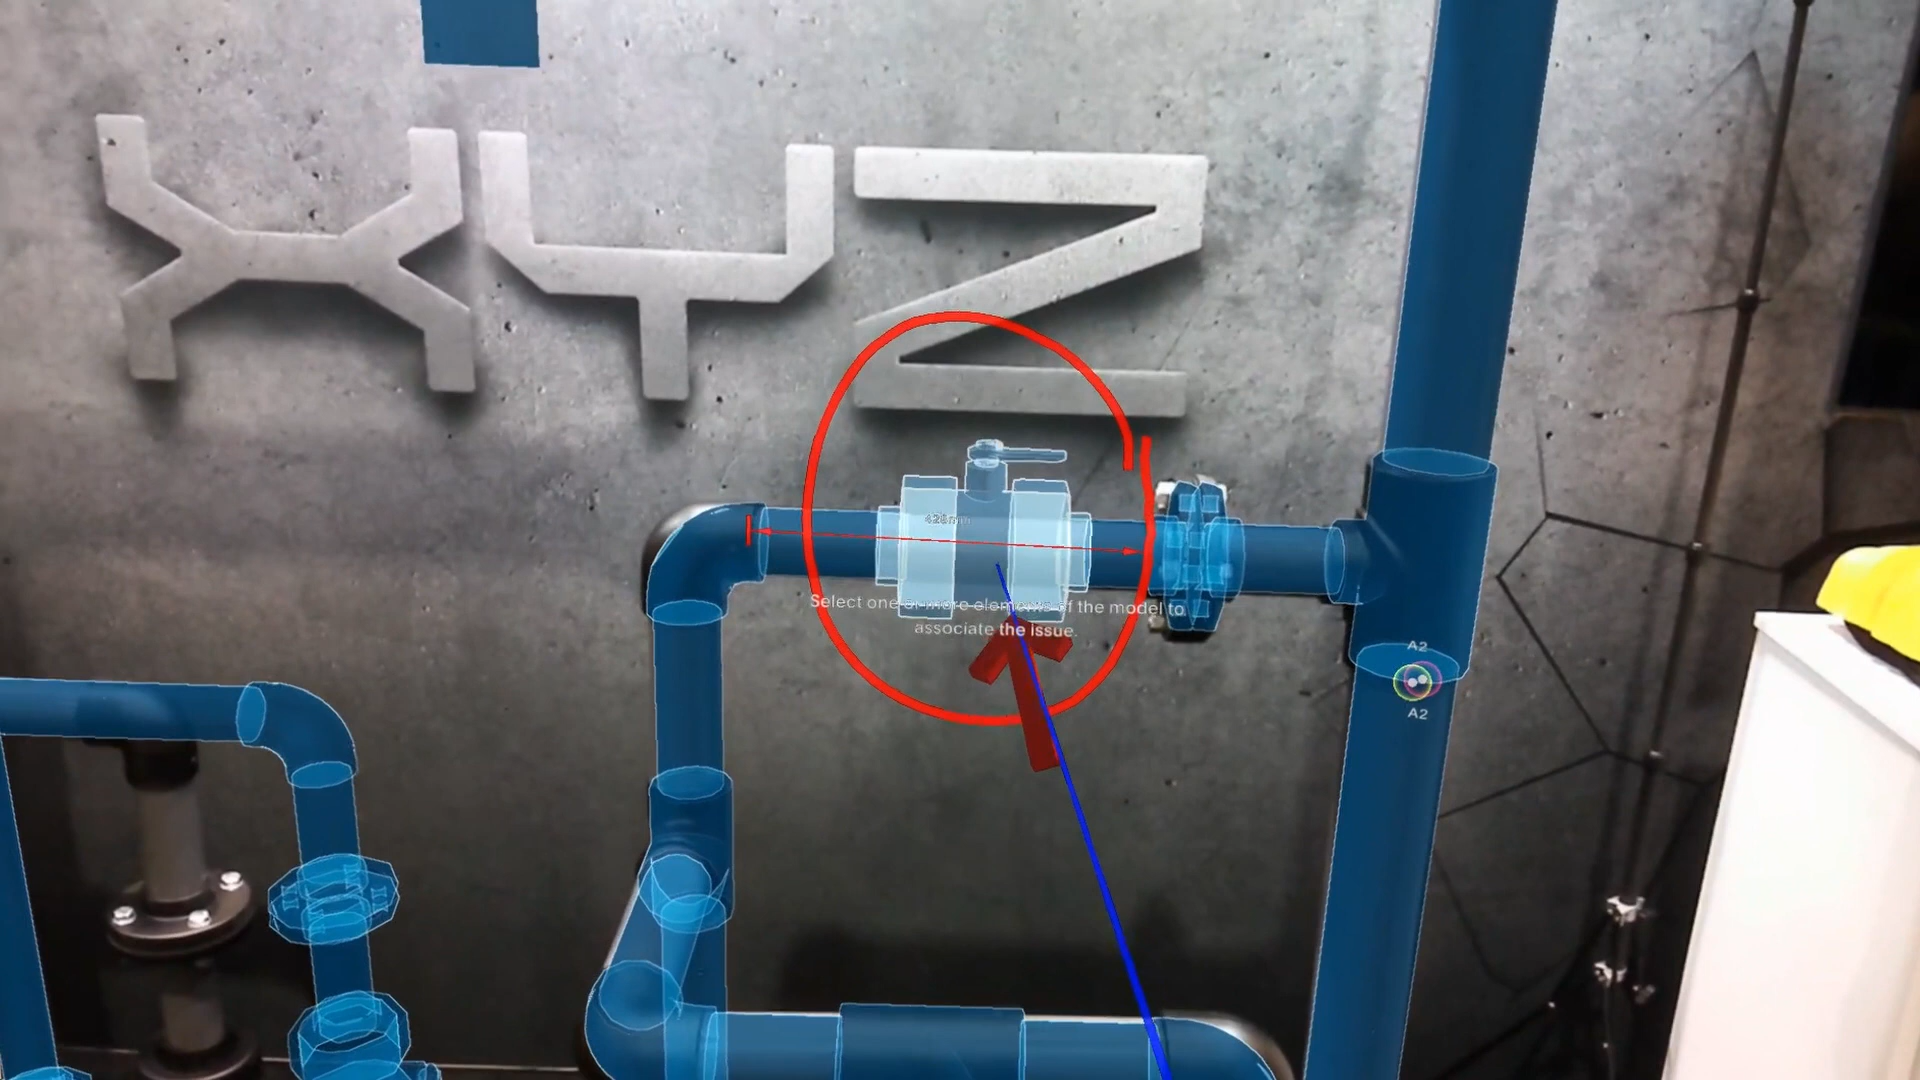 XYZ
Select one or more elements of the model to
associate the issue.
A2
A2